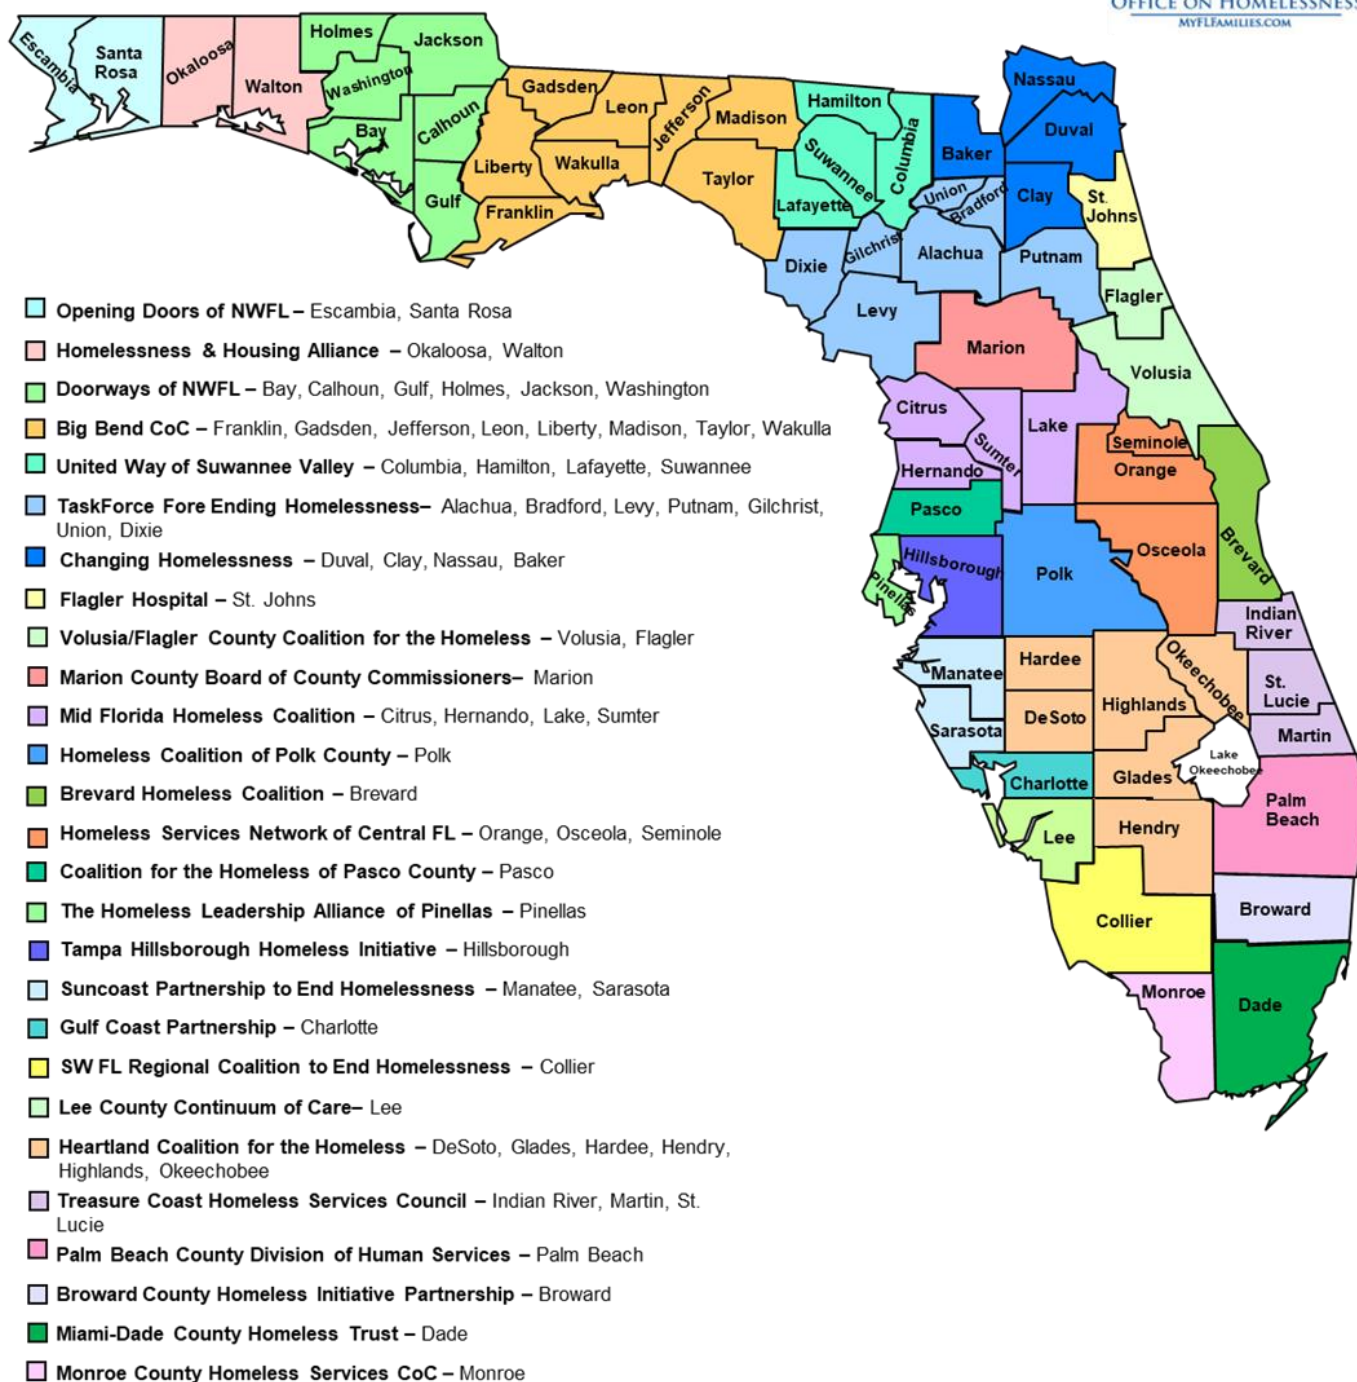 OFFICE ON HOMELESSNESS
MYFLFAMILIES.COM
Escambia
Santa
Rosa
Okaloosa
Walton
Holmes
Jackson
Washington
Bay
Calhoun
Gulf
Gadsden
Liberty
Leon
Wakulla
Franklin
Jefferson
Madison
Taylor
Hamilton
Suwannee
Lafayette
Columbia
Nassau
Duval
Baker
Union
Bradford
Clay
St.
Johns
Dixie
Gilchrist
Alachua
Putnam
Levy
Flagler
Marion
Volusia
Citrus
Sumter
Lake
Hernando
Seminole
Orange
Pasco
Hillsborough
Pinellas
Polk
Osceola
Brevard
Indian
River
Manatee
Hardee
Okeechobee
Highlands
St.
Lucie
DeSoto
Sarasota
Martin
Lake
Okeechobee
Charlotte
Glades
Palm
Beach
Lee
Hendry
Collier
Broward
Monroe
Dade
Opening Doors of NWFL – Escambia, Santa Rosa
Homelessness & Housing Alliance – Okaloosa, Walton
Doorways of NWFL – Bay, Calhoun, Gulf, Holmes, Jackson, Washington
Big Bend CoC – Franklin, Gadsden, Jefferson, Leon, Liberty, Madison, Taylor, Wakulla
United Way of Suwannee Valley – Columbia, Hamilton, Lafayette, Suwannee
TaskForce Fore Ending Homelessness– Alachua, Bradford, Levy, Putnam, Gilchrist,
Union, Dixie
Changing Homelessness – Duval, Clay, Nassau, Baker
Flagler Hospital – St. Johns
Volusia/Flagler County Coalition for the Homeless – Volusia, Flagler
Marion County Board of County Commissioners– Marion
Mid Florida Homeless Coalition – Citrus, Hernando, Lake, Sumter
Homeless Coalition of Polk County – Polk
Brevard Homeless Coalition – Brevard
Homeless Services Network of Central FL – Orange, Osceola, Seminole
Coalition for the Homeless of Pasco County – Pasco
The Homeless Leadership Alliance of Pinellas – Pinellas
Tampa Hillsborough Homeless Initiative – Hillsborough
Suncoast Partnership to End Homelessness – Manatee, Sarasota
Gulf Coast Partnership – Charlotte
SW FL Regional Coalition to End Homelessness – Collier
Lee County Continuum of Care– Lee
Heartland Coalition for the Homeless – DeSoto, Glades, Hardee, Hendry,
Highlands, Okeechobee
Treasure Coast Homeless Services Council – Indian River, Martin, St.
Lucie
Palm Beach County Division of Human Services – Palm Beach
Broward County Homeless Initiative Partnership – Broward
Miami-Dade County Homeless Trust – Dade
Monroe County Homeless Services CoC – Monroe